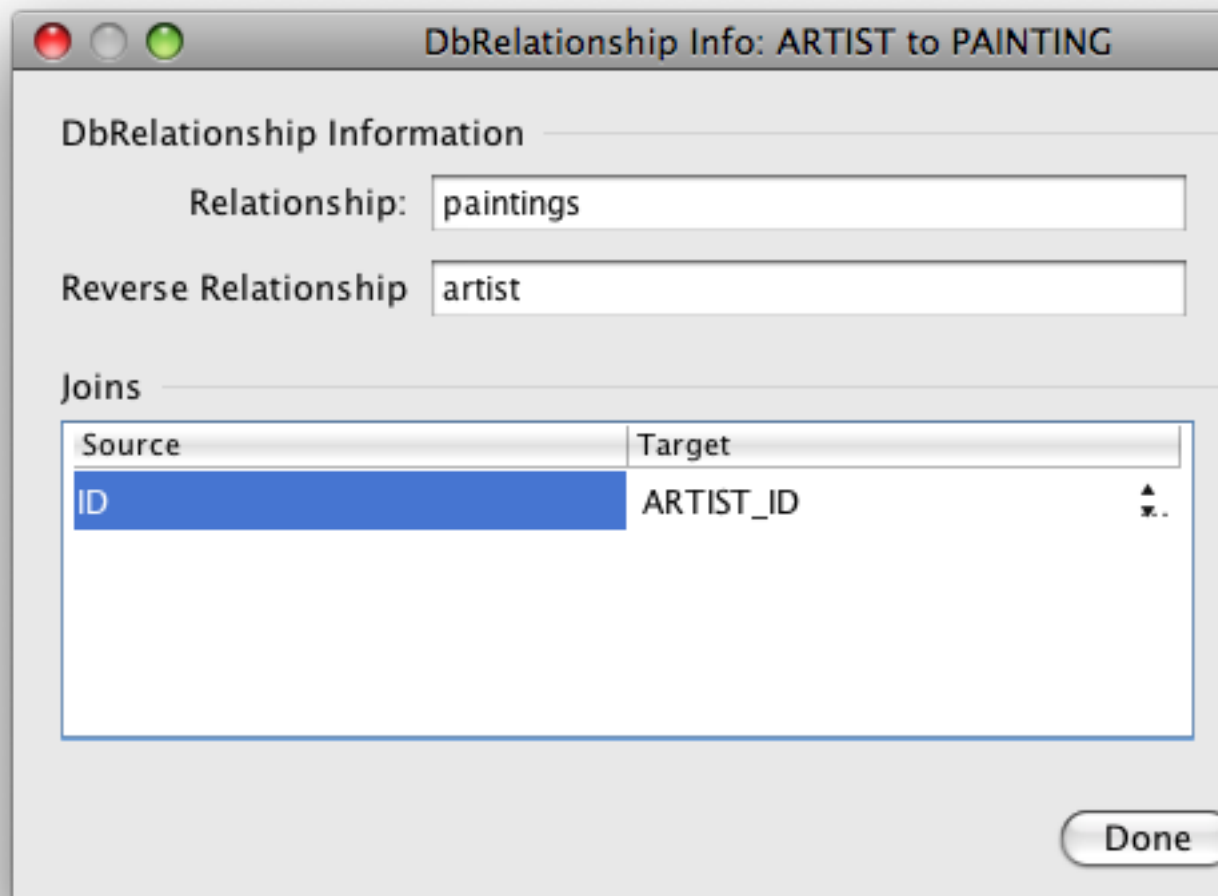 DbRelationship Info: ARTIST to PAINTING
DbRelationship Information
Relationship: paintings
Reverse Relationship artist
Joins
Source Target
ID ARTIST_ID
Done